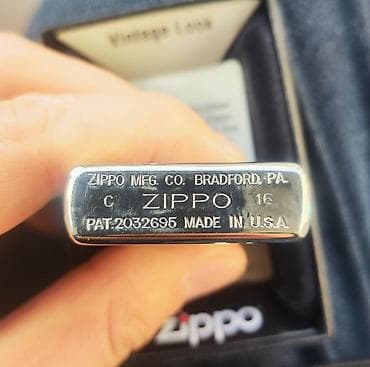 Vintage Look
ZIPPO MFG. CO. BRADFORD, PA.
C ZIPPO 16
PAT.2032695 MADE IN U.S.A.
zippo